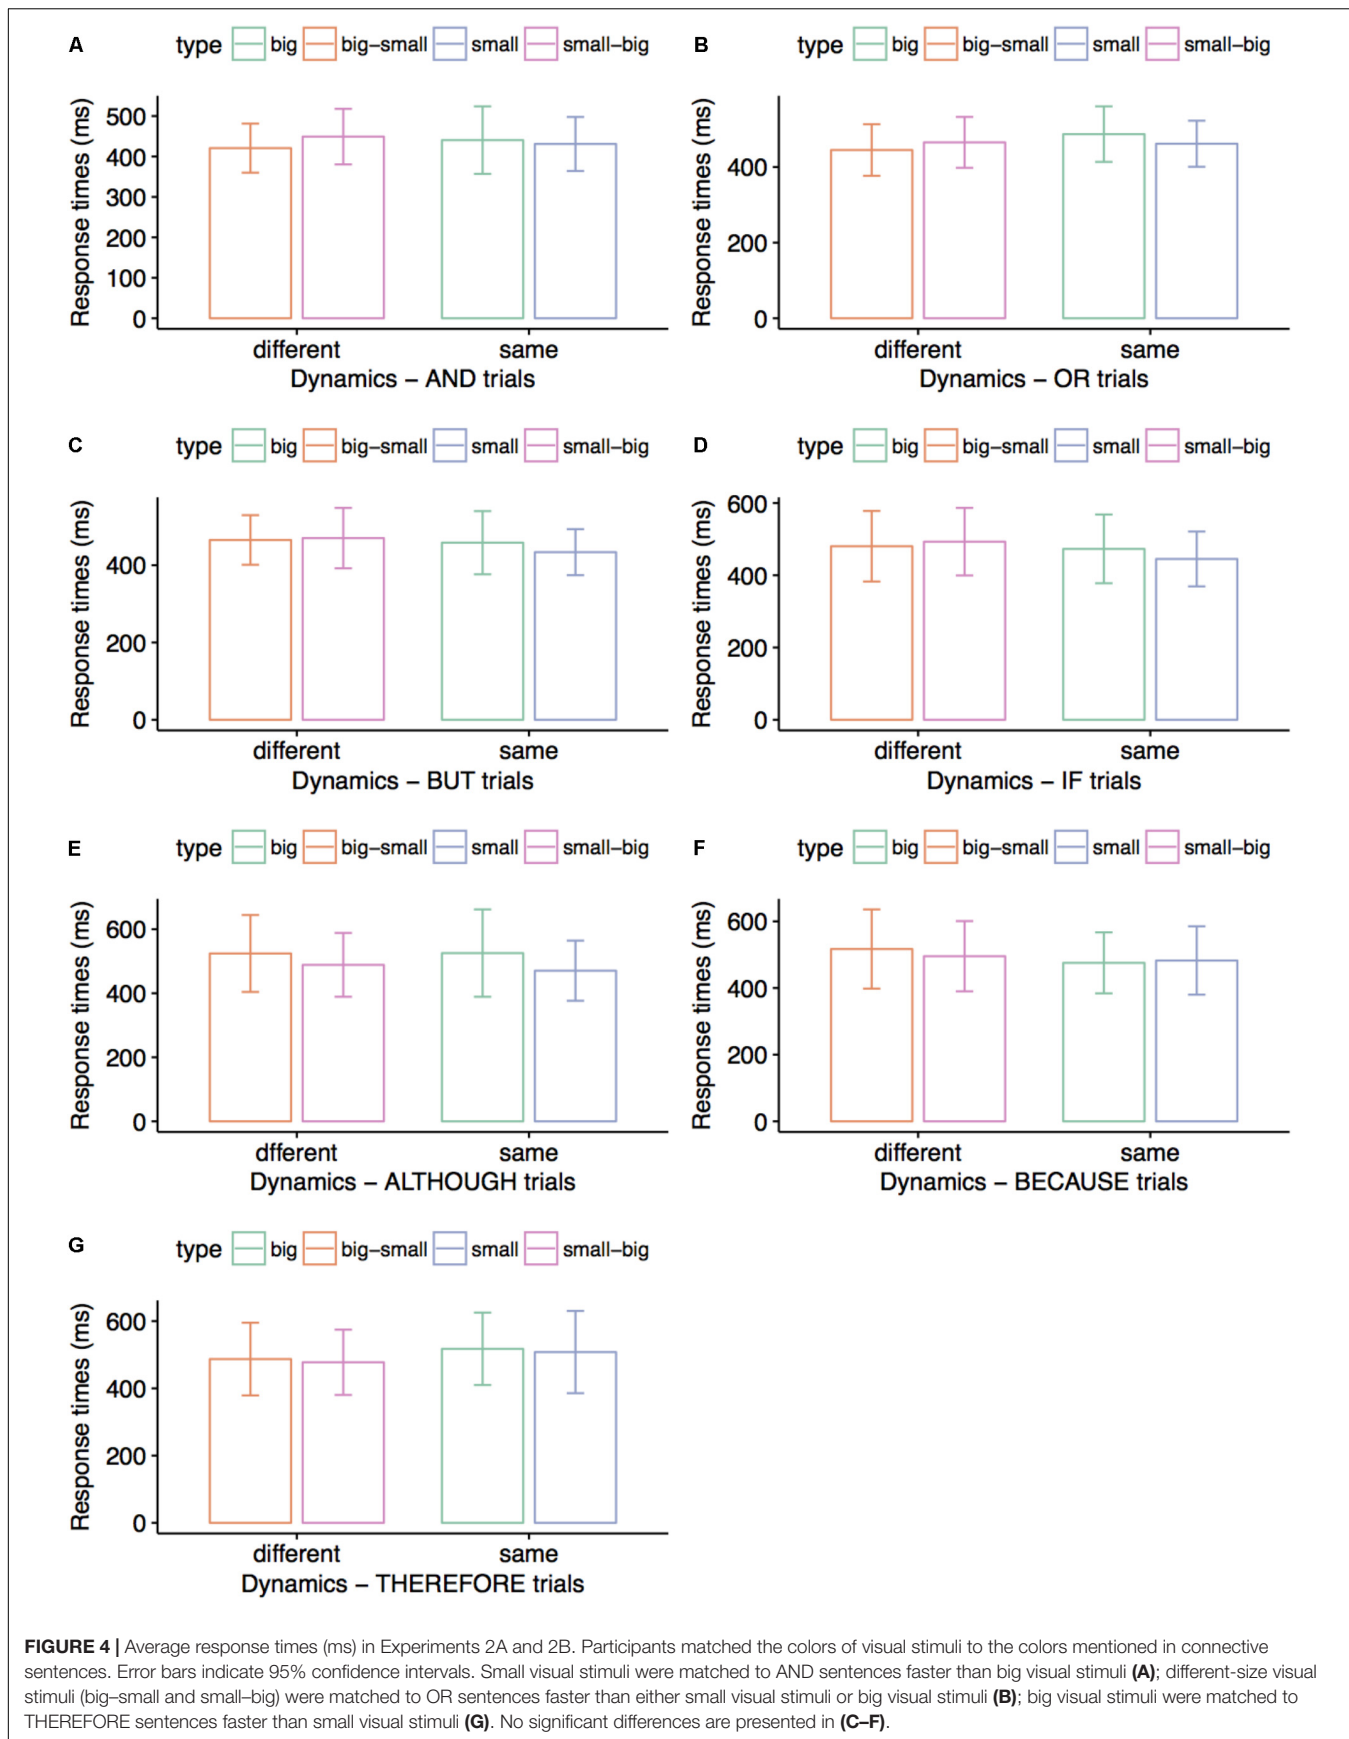 A type big big–small small small–big
Response times (ms)
500
400
300
200
100
0
different same
Dynamics – AND trials
B type big big–small small small–big
Response times (ms)
400
200
0
different same
Dynamics – OR trials
C type big big–small small small–big
Response times (ms)
400
200
0
different same
Dynamics – BUT trials
D type big big–small small small–big
Response times (ms)
600
400
200
0
different same
Dynamics – IF trials
E type big big–small small small–big
Response times (ms)
600
400
200
0
dfferent same
Dynamics – ALTHOUGH trials
F type big big–small small small–big
Response times (ms)
600
400
200
0
dfferent same
Dynamics – BECAUSE trials
G type big big–small small small–big
Response times (ms)
600
400
200
0
different same
Dynamics – THEREFORE trials
FIGURE 4 | Average response times (ms) in Experiments 2A and 2B. Participants matched the colors of visual stimuli to the colors mentioned in connective
sentences. Error bars indicate 95% confidence intervals. Small visual stimuli were matched to AND sentences faster than big visual stimuli (A); different-size visual
stimuli (big–small and small–big) were matched to OR sentences faster than either small visual stimuli or big visual stimuli (B); big visual stimuli were matched to
THEREFORE sentences faster than small visual stimuli (G). No significant differences are presented in (C–F).